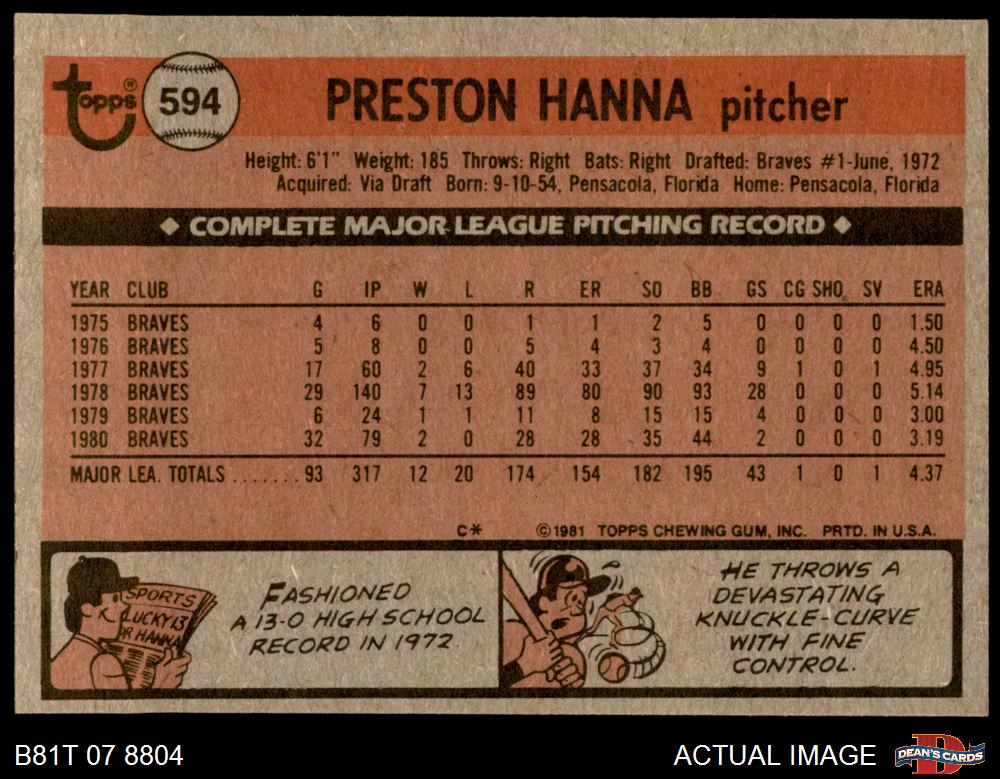 Topps® 594 PRESTON HANNA pitcher
Height: 6'1" Weight: 185 Throws: Right Bats: Right Drafted: Braves #1-June, 1972
Acquired: Via Draft Born: 9-10-54, Pensacola, Florida Home: Pensacola, Florida
◆ COMPLETE MAJOR LEAGUE PITCHING RECORD ◆
YEAR CLUB G IP W L R ER SO BB GS CG SHO SV ERA
1975 BRAVES 4 6 0 0 1 1 2 5 0 0 0 0 1.50
1976 BRAVES 5 8 0 0 5 4 3 4 0 0 0 0 4.50
1977 BRAVES 17 60 2 6 40 33 37 34 9 1 0 1 4.95
1978 BRAVES 29 140 7 13 89 80 90 93 28 0 0 0 5.14
1979 BRAVES 6 24 1 1 11 8 15 15 4 0 0 0 3.00
1980 BRAVES 32 79 2 0 28 28 35 44 2 0 0 0 3.19
MAJOR LEA. TOTALS ....... 93 317 12 20 174 154 182 195 43 1 0 1 4.37
C* ©1981 TOPPS CHEWING GUM, INC. PRTD. IN U.S.A.
SPORTS
LUCKY 13
OR HANNA
FASHIONED
A 13-0 HIGH SCHOOL
RECORD IN 1972.
HE THROWS A
DEVASTATING
KNUCKLE-CURVE
WITH FINE
CONTROL.
B81T 07 8804 ACTUAL IMAGE DEAN'S CARDS